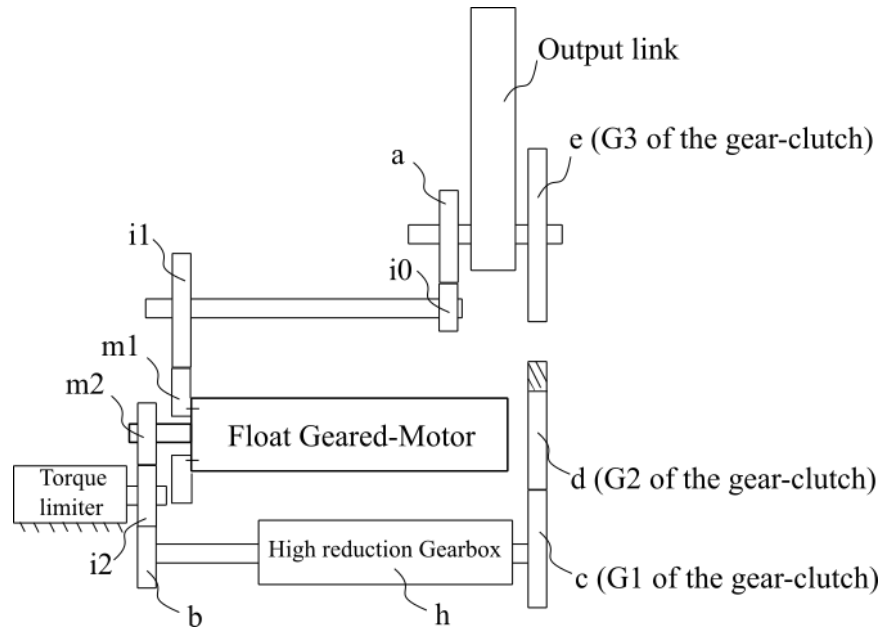 Output link
e (G3 of the gear-clutch)
a
i1
i0
m1
m2
Float Geared-Motor
Torque
limiter
d (G2 of the gear-clutch)
High reduction Gearbox
i2
c (G1 of the gear-clutch)
b
h